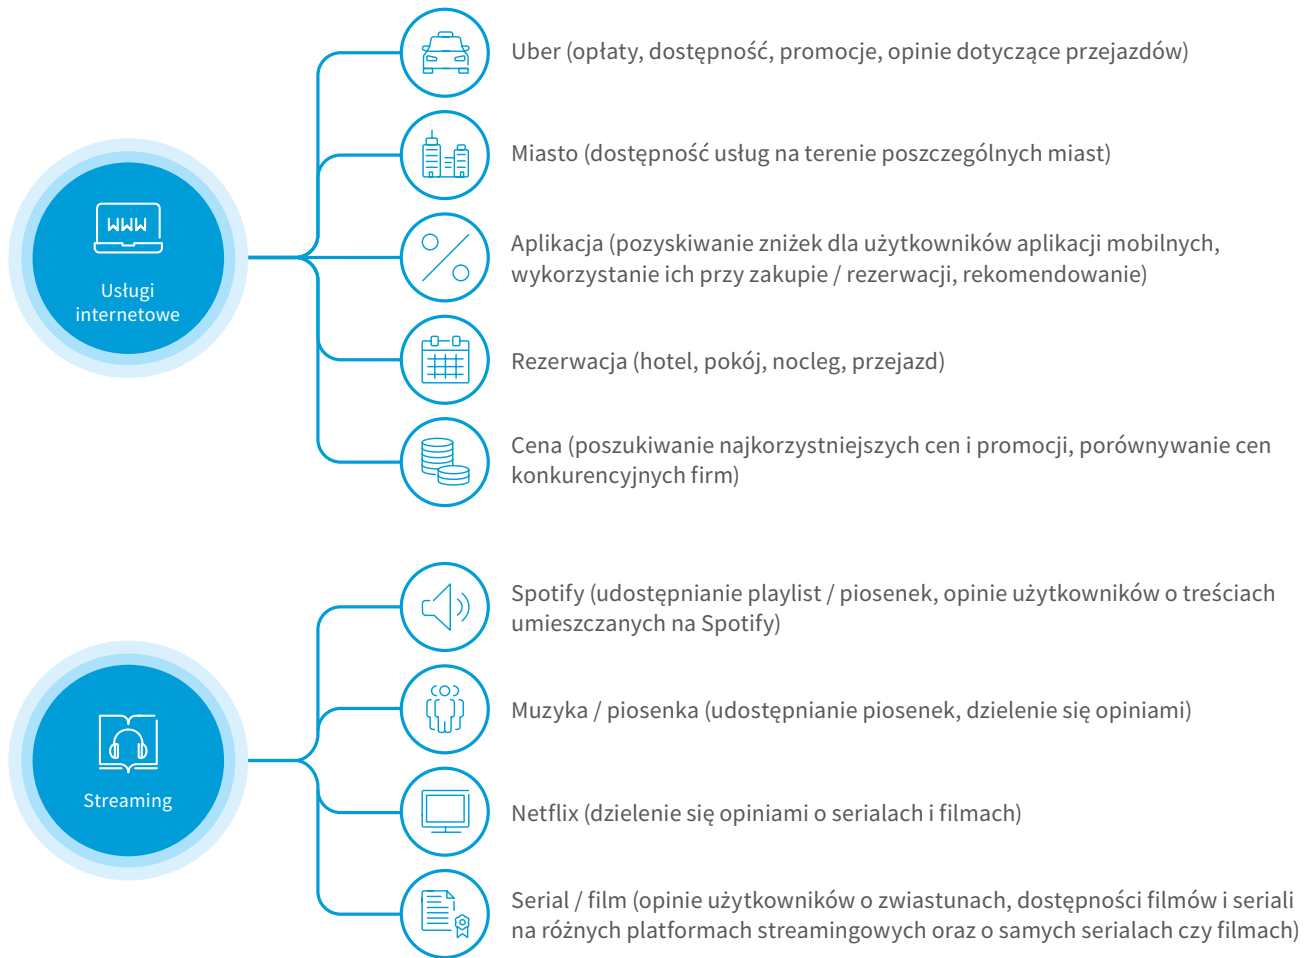 Uber (opłaty, dostępność, promocje, opinie dotyczące przejazdów)
Miasto (dostępność usług na terenie poszczególnych miast)
WWW
Usługi
internetowe
Aplikacja (pozyskiwanie zniżek dla użytkowników aplikacji mobilnych,
wykorzystanie ich przy zakupie / rezerwacji, rekomendowanie)
Rezerwacja (hotel, pokój, nocleg, przejazd)
Cena (poszukiwanie najkorzystniejszych cen i promocji, porównywanie cen
konkurencyjnych firm)
Spotify (udostępnianie playlist / piosenek, opinie użytkowników o treściach
umieszczanych na Spotify)
Muzyka / piosenka (udostępnianie piosenek, dzielenie się opiniami)
Streaming
Netflix (dzielenie się opiniami o serialach i filmach)
Serial / film (opinie użytkowników o zwiastunach, dostępności filmów i seriali
na różnych platformach streamingowych oraz o samych serialach czy filmach)